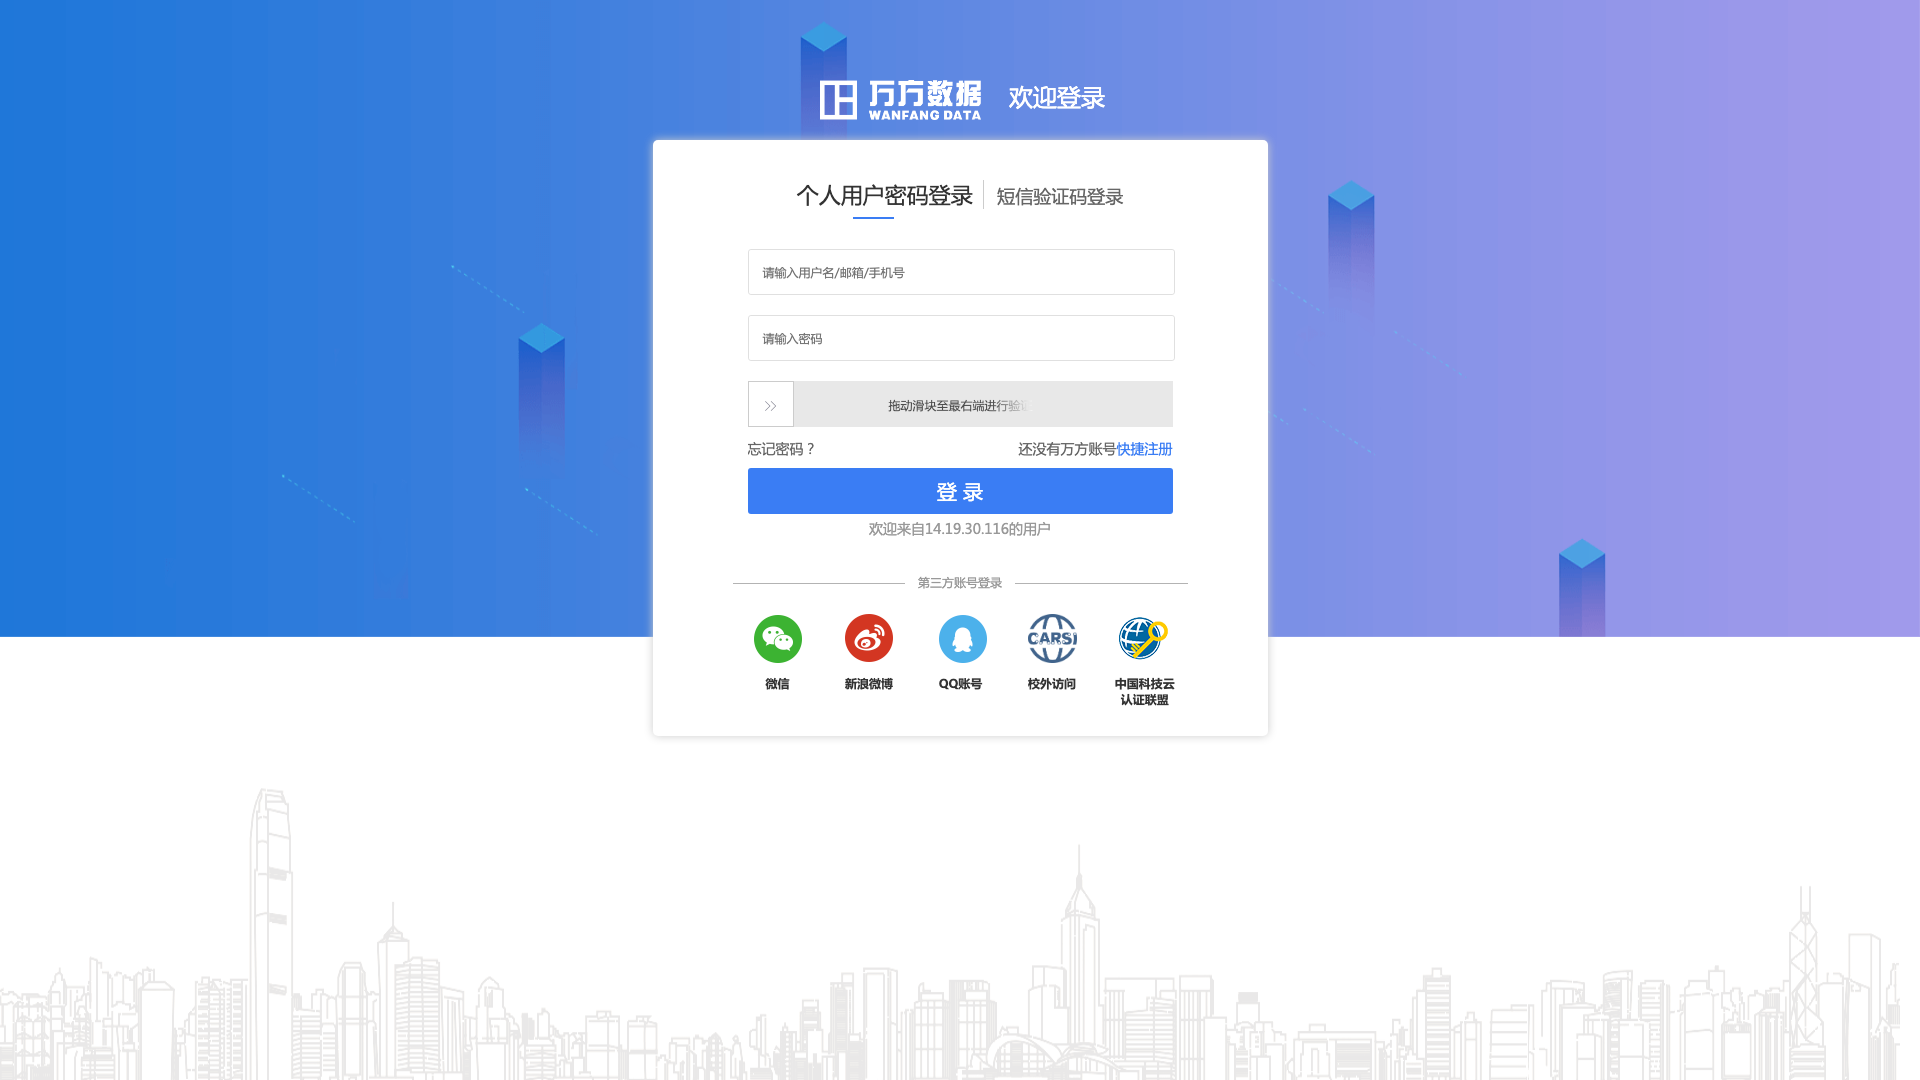 万方数据
WANFANG DATA
欢迎登录
个人用户密码登录
短信验证码登录
请输入用户名/邮箱/手机号
请输入密码
拖动滑块至最右端进行验
忘记密码？
还没有万方账号快捷注册
登 录
欢迎来自14.19.30.116的用户
第三方账号登录
CARSI
微信
新浪微博
QQ账号
校外访问
中国科技云
认证联盟